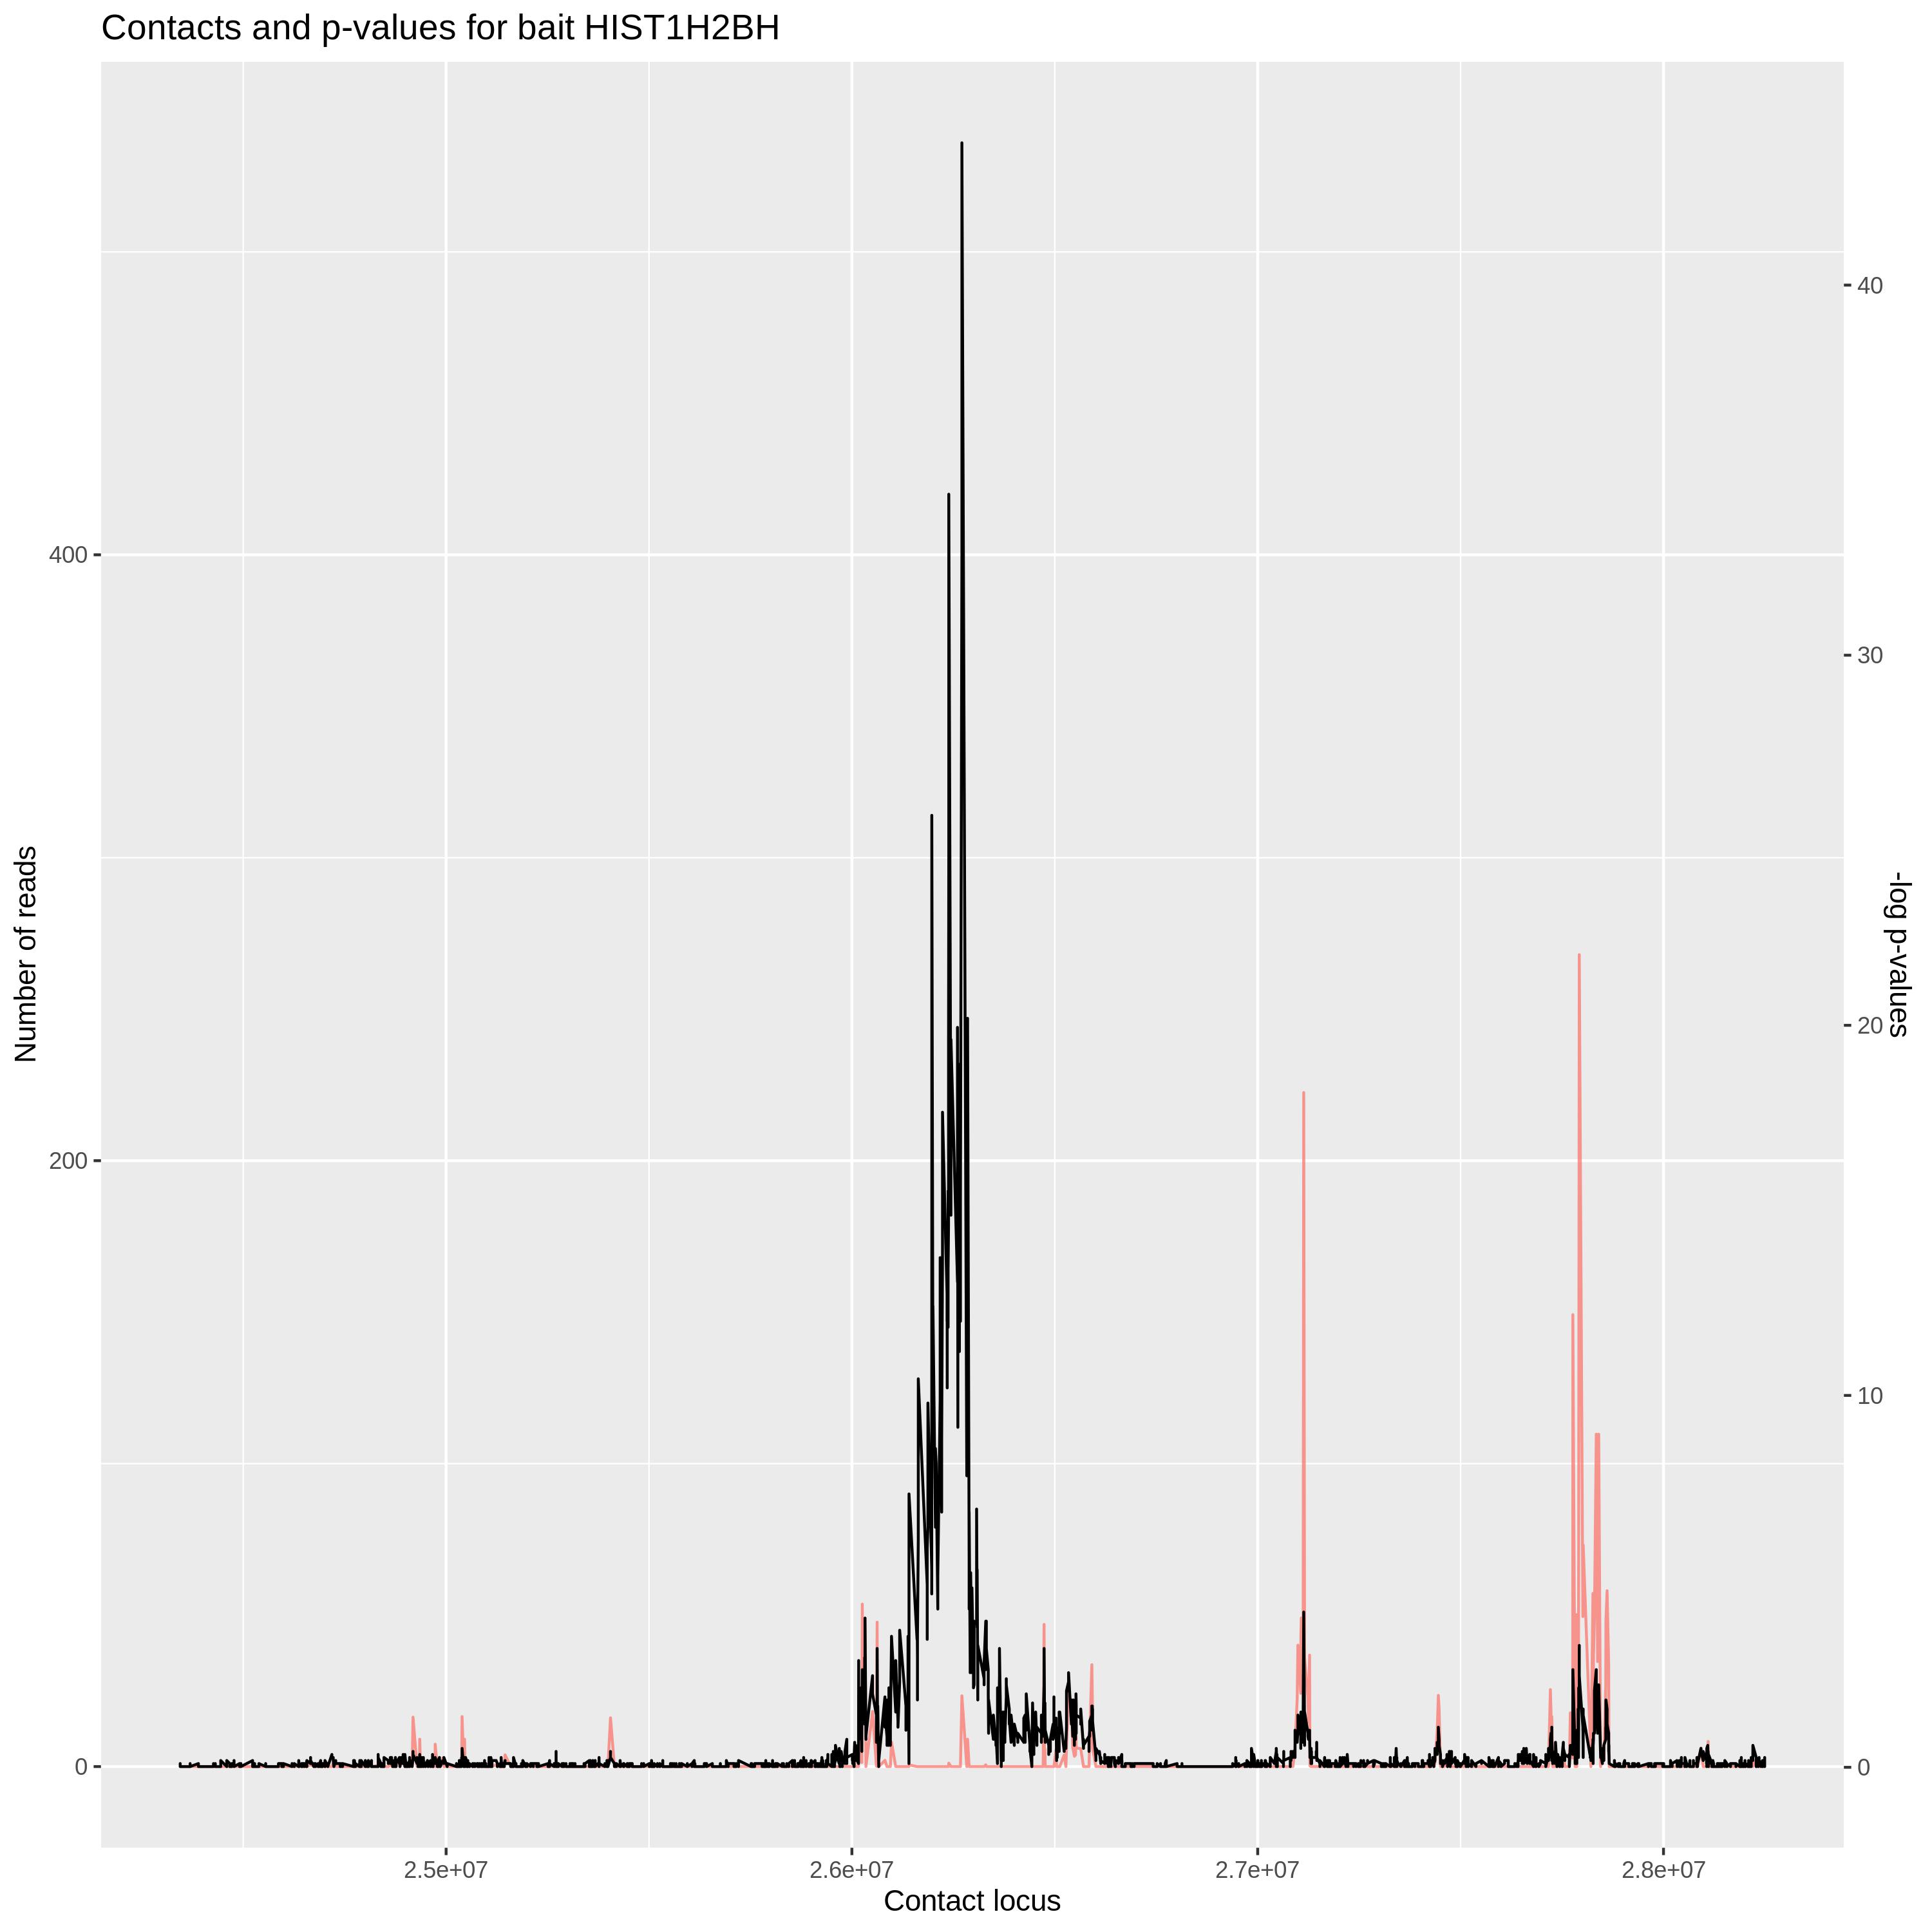 Contacts and p-values for bait HIST1H2BH
Number of reads
400
200
0
40
30
20
10
0
-log p-values
2.5e+07
2.6e+07
2.7e+07
2.8e+07
Contact locus